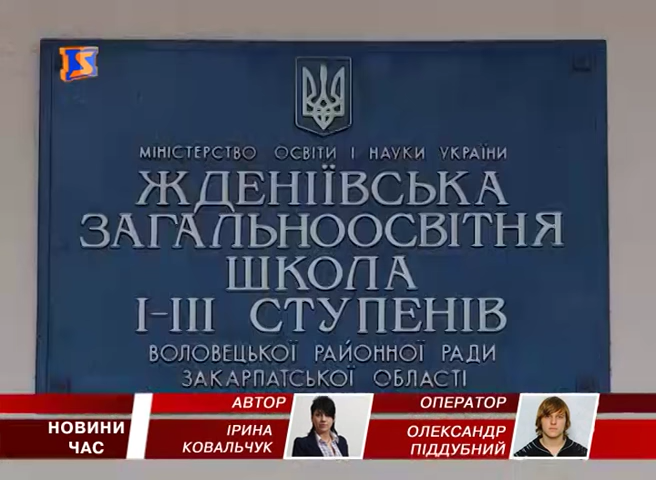 МІНІСТЕРСТВО ОСВІТИ І НАУКИ УКРАЇНИ
ЖДЕНІЇВСЬКА
ЗАГАЛЬНООСВІТНЯ
ШКОЛА
І-ІІІ СТУПЕНІВ
ВОЛОВЕЦЬКОЇ РАЙОННОЇ РАДИ
ЗАКАРПАТСЬКОЇ ОБЛАСТІ
НОВИНИ
ЧАС
АВТОР
ІРИНА
КОВАЛЬЧУК
ОПЕРАТОР
ОЛЕКСАНДР
ПІДДУБНИЙ